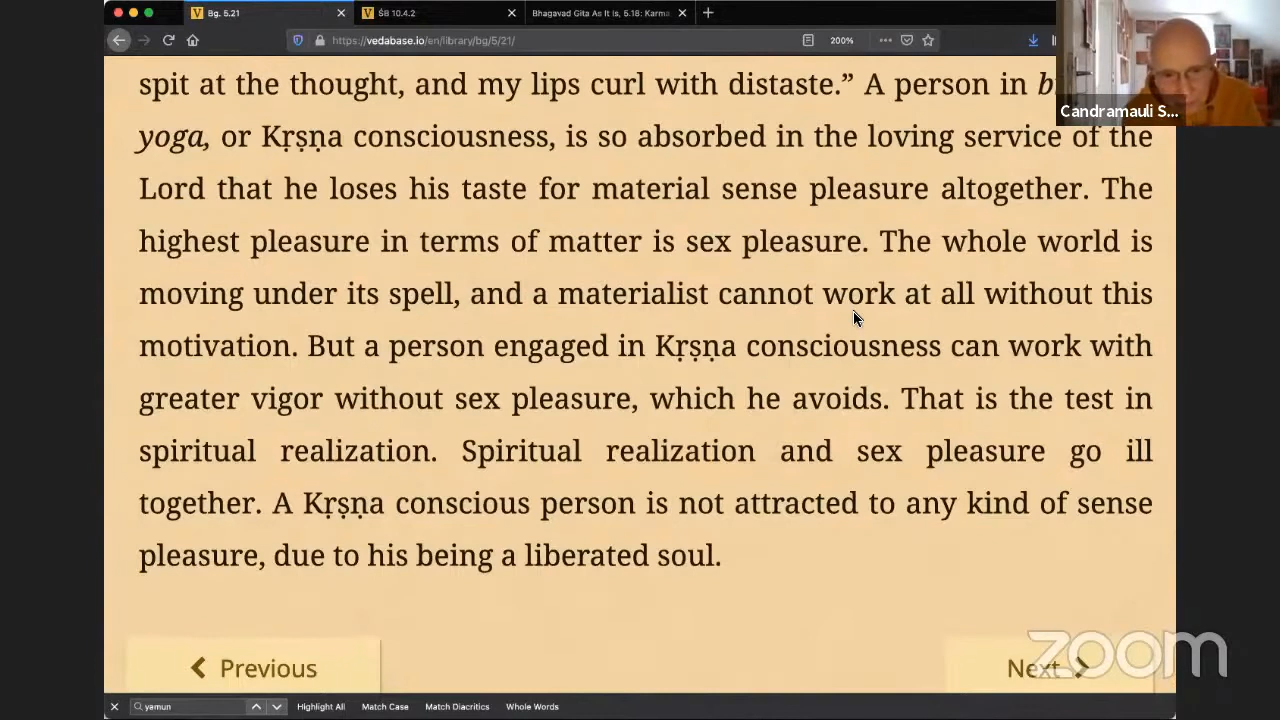 Bg. 5.21
ŚB 10.4.2
Bhagavad Gita As It Is, 5.18: Karma
https://vedabase.io/en/library/bg/5/21/
200%
spit at the thought, and my lips curl with distaste.” A person in
yoga, or Kṛṣṇa consciousness, is so absorbed in the loving service of the
Lord that he loses his taste for material sense pleasure altogether. The
highest pleasure in terms of matter is sex pleasure. The whole world is
moving under its spell, and a materialist cannot work at all without this
motivation. But a person engaged in Kṛṣṇa consciousness can work with
greater vigor without sex pleasure, which he avoids. That is the test in
spiritual realization. Spiritual realization and sex pleasure go ill
together. A Kṛṣṇa conscious person is not attracted to any kind of sense
pleasure, due to his being a liberated soul.
Candramauli S...
Previous
Next
zoom
yamun
Highlight All
Match Case
Match Diacritics
Whole Words